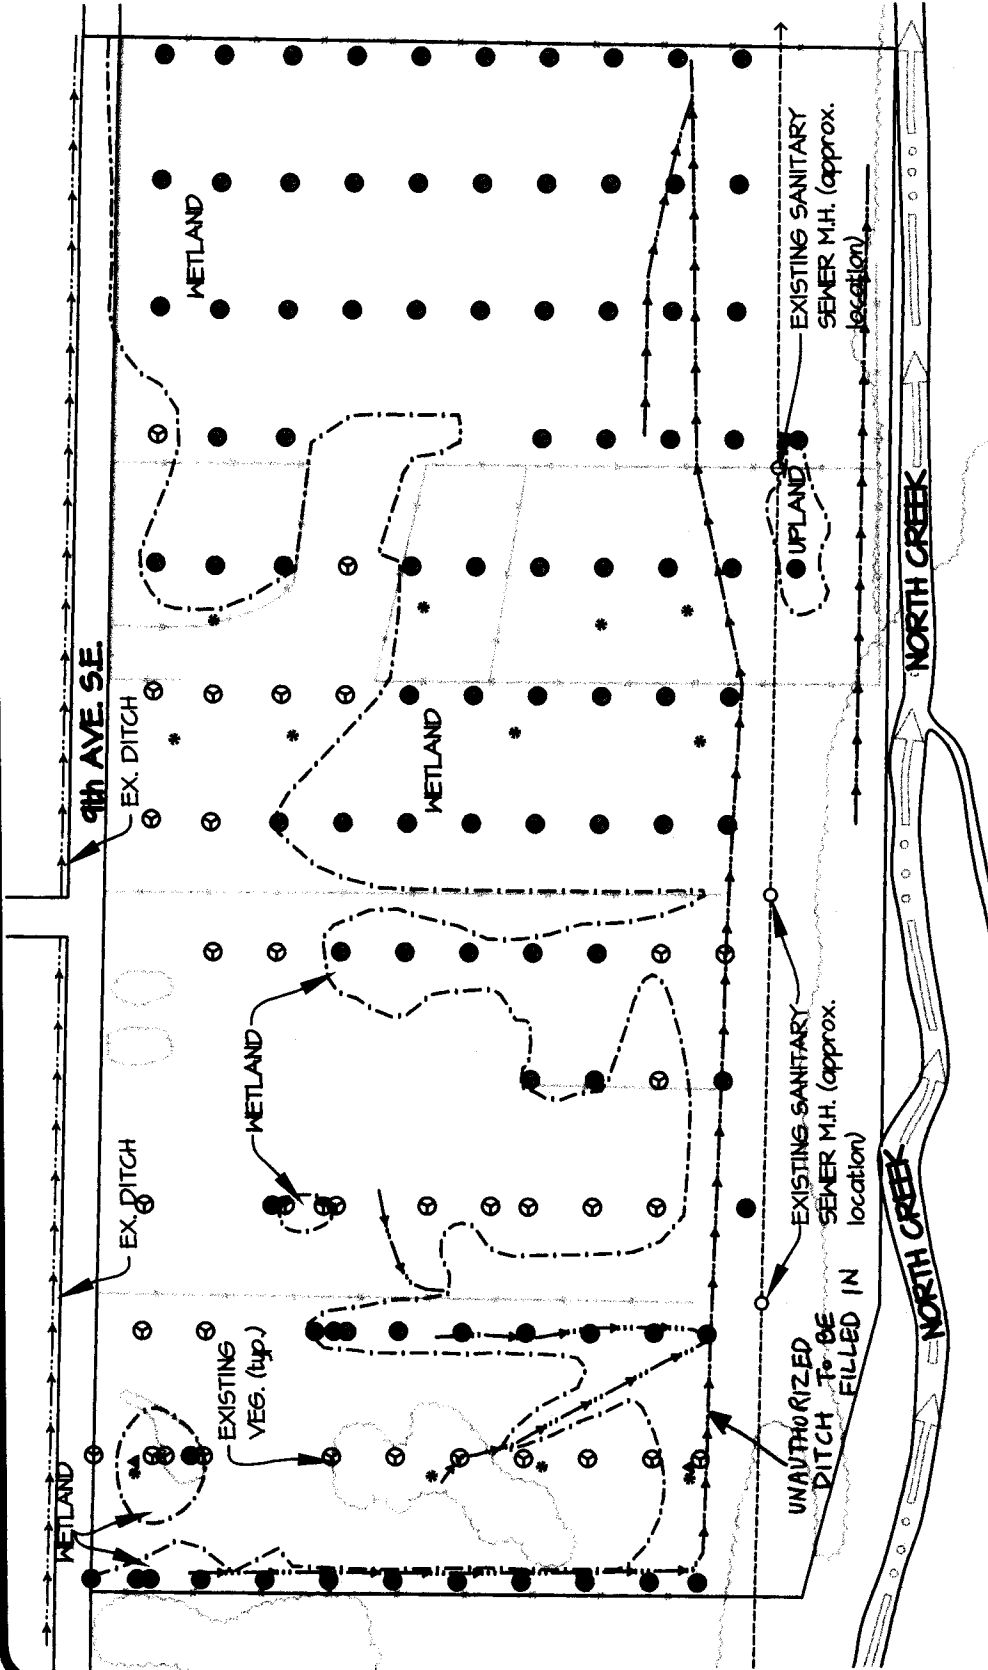 WETLAND
EXISTING SANITARY
SEWER M.H. (approx.
location)
UPLAND
NORTH CREEK
9th AVE. S.E.
EX. DITCH
WETLAND
WETLAND
EXISTING SANITARY
SEWER M.H. (approx.
location)
EX. DITCH
NORTH CREEK
EXISTING
VEG. (typ.)
UNAUTHORIZED
DITCH To BE
FILLED IN
WETLAND